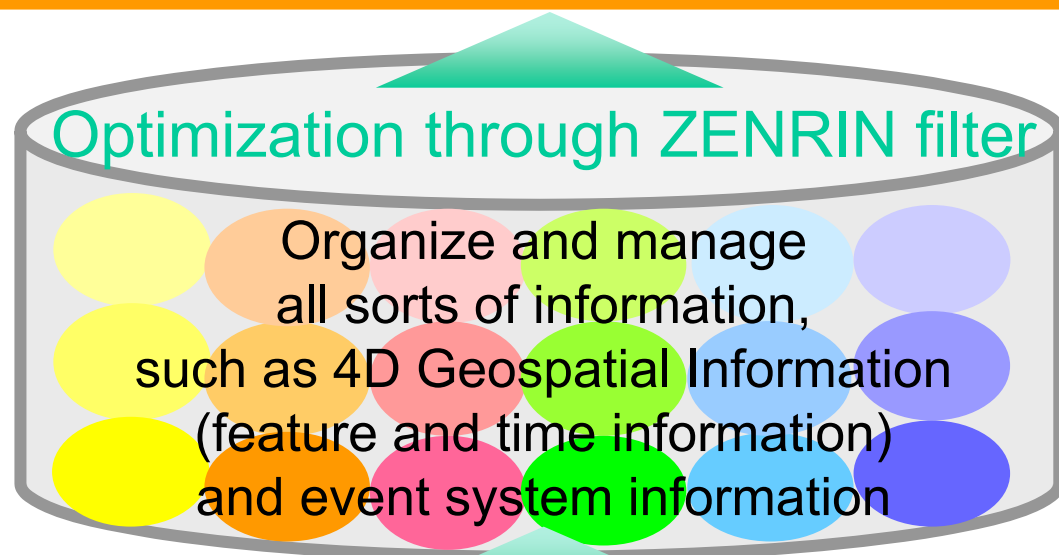 Optimization through ZENRIN filter
Organize and manage
all sorts of information,
such as 4D Geospatial Information
(feature and time information)
and event system information